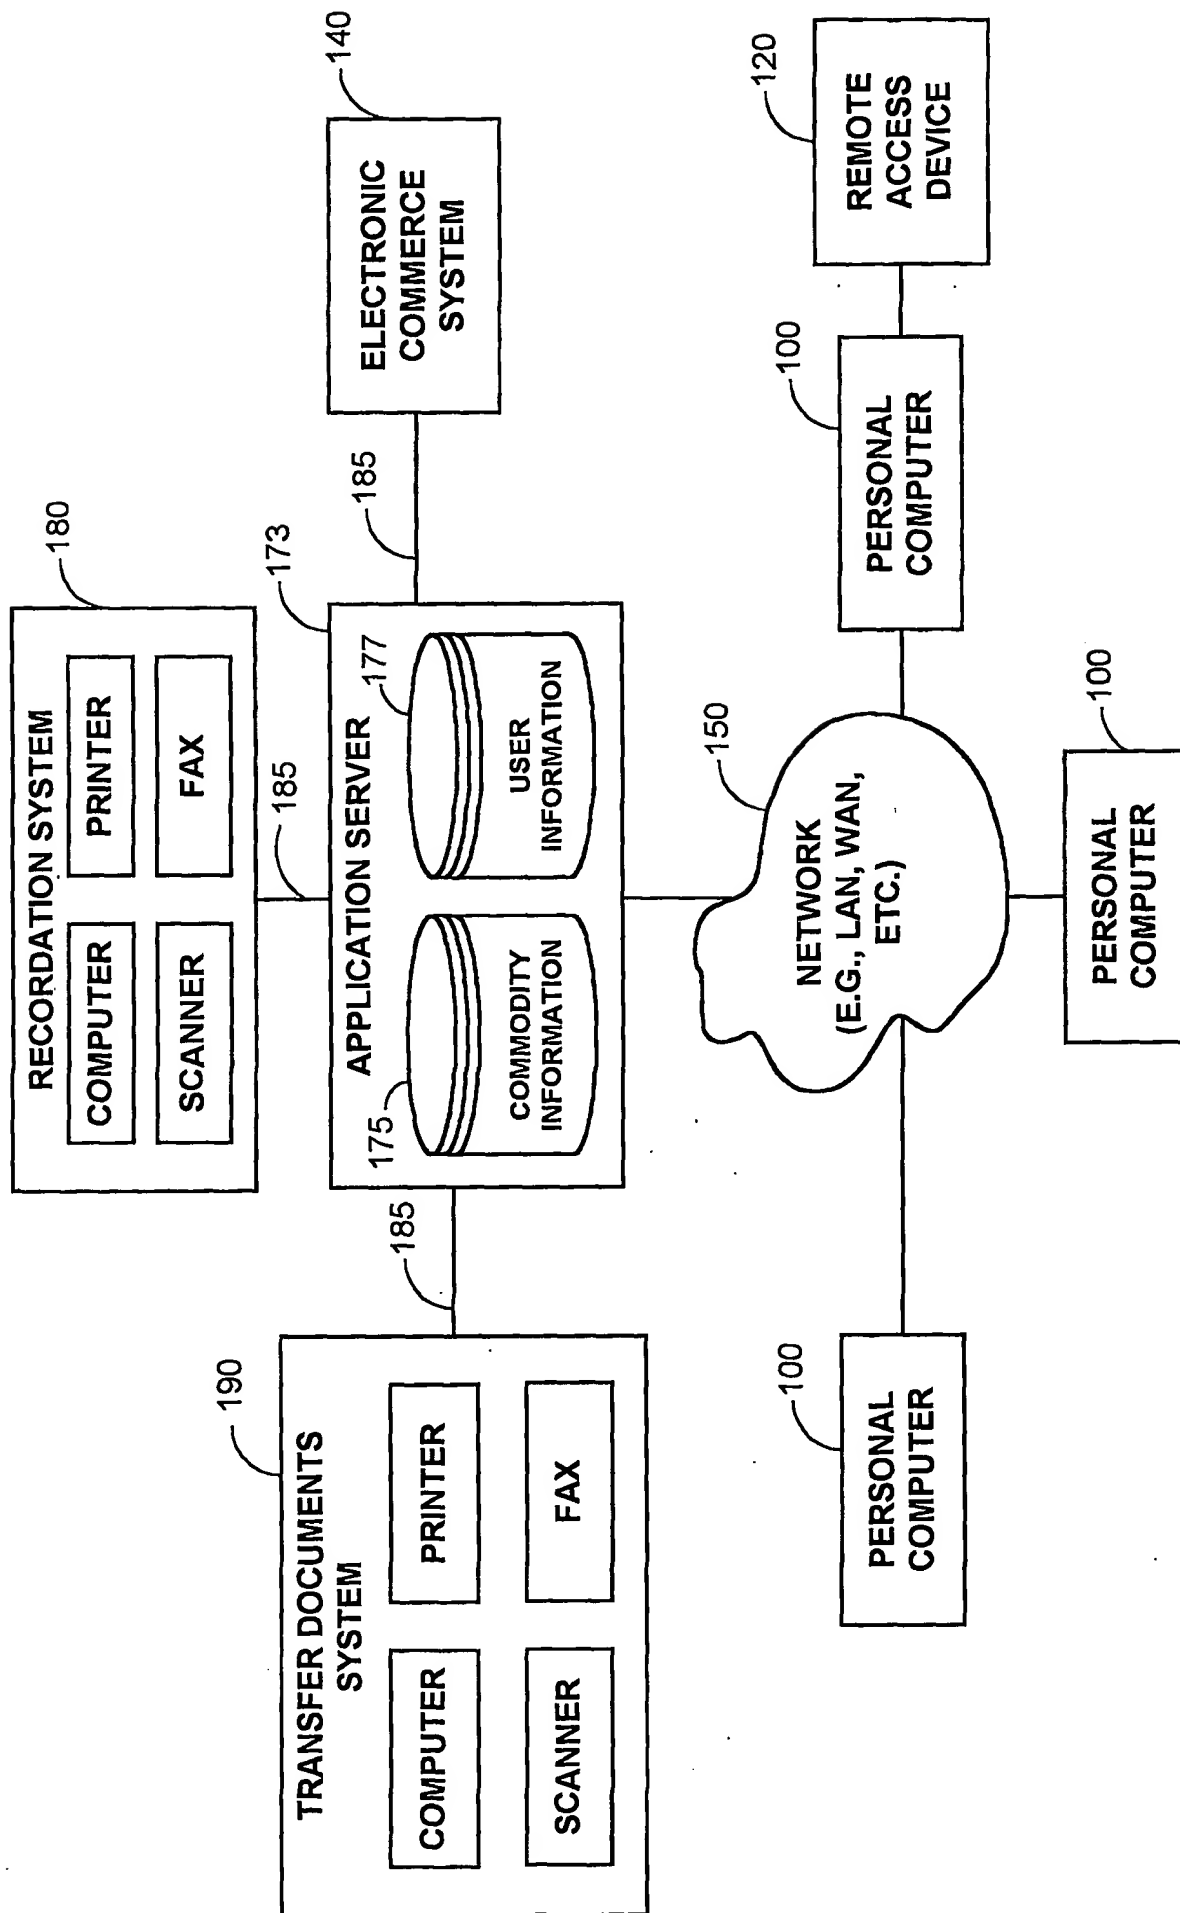 RECORDATION SYSTEM
180
COMPUTER
PRINTER
SCANNER
FAX
185
TRANSFER DOCUMENTS
SYSTEM
190
COMPUTER
PRINTER
SCANNER
FAX
185
APPLICATION SERVER
173
175
COMMODITY
INFORMATION
177
USER
INFORMATION
185
ELECTRONIC
COMMERCE
SYSTEM
140
NETWORK
(E.G., LAN, WAN,
ETC.)
150
PERSONAL
COMPUTER
100
PERSONAL
COMPUTER
100
PERSONAL
COMPUTER
100
REMOTE
ACCESS
DEVICE
120